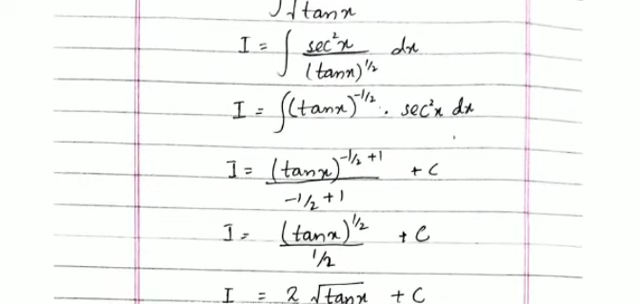 ∫ √tanx
I = ∫ sec²x / (tanx)^1/2 dx
I = ∫(tanx)^-1/2 . sec²x dx
I = (tanx)^-1/2 +1 / -1/2 +1 + C
I = (tanx)^1/2 / 1/2 + C
I = 2 √tanx + C